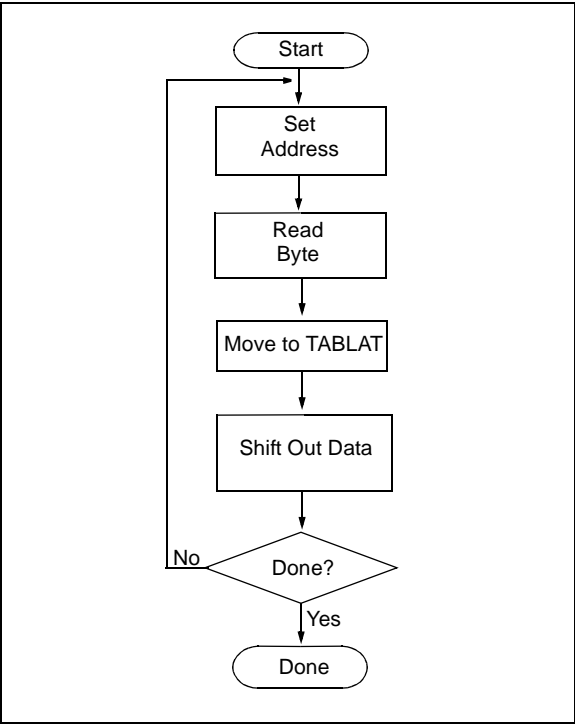 Start
Set
Address
Read
Byte
Move to TABLAT
Shift Out Data
No
Done?
Yes
Done